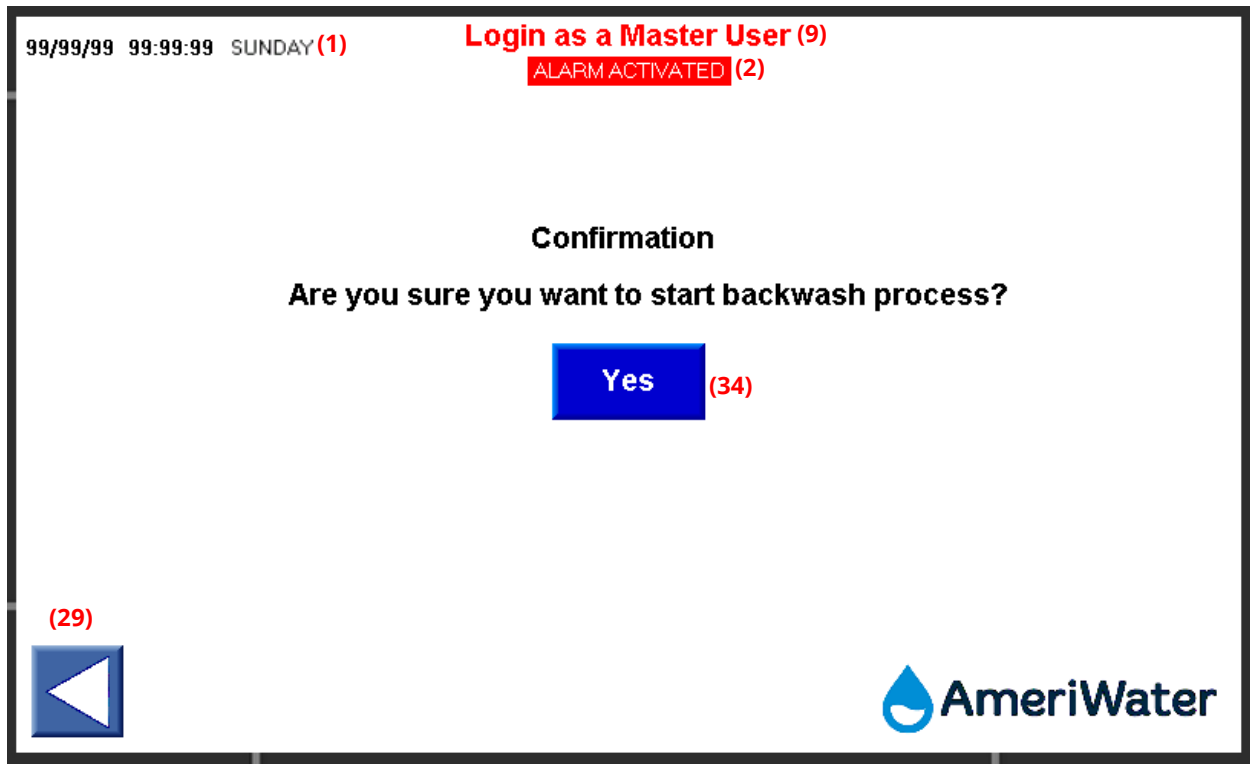 99/99/99 99:99:99 SUNDAY (1)
Login as a Master User (9)
ALARM ACTIVATED (2)
Confirmation
Are you sure you want to start backwash process?
Yes (34)
(29)
AmeriWater